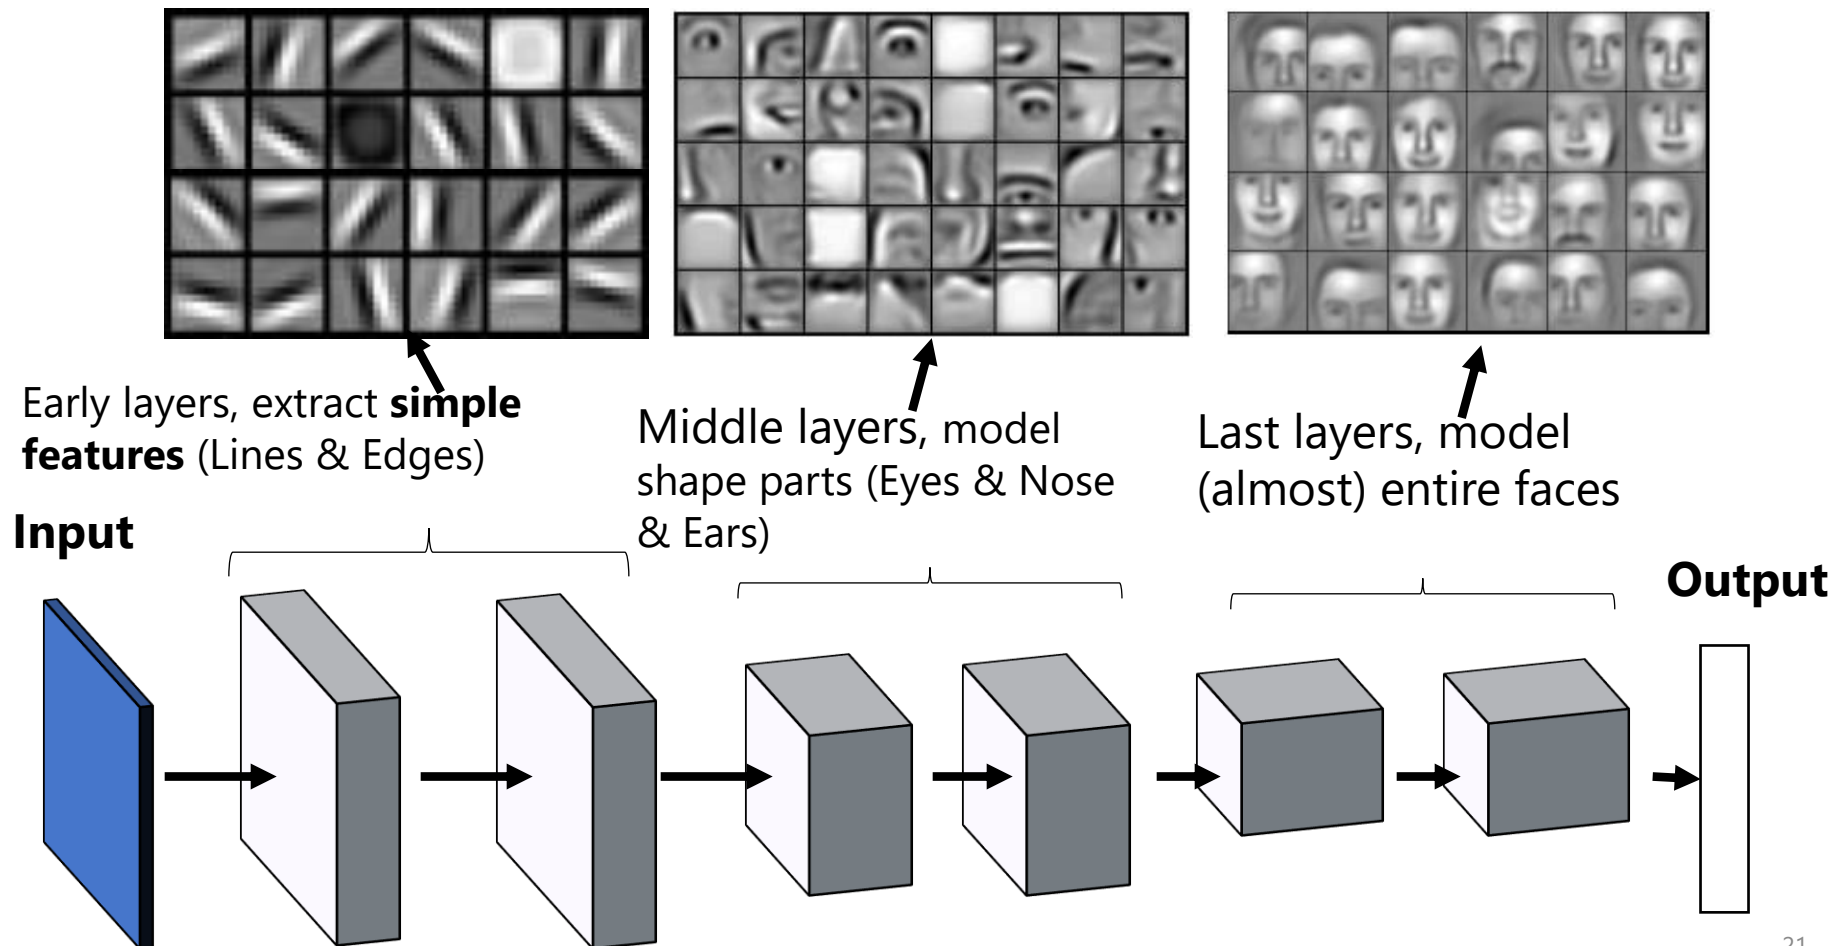 Early layers, extract simple
features (Lines & Edges)
Middle layers, model
shape parts (Eyes & Nose
& Ears)
Last layers, model
(almost) entire faces
Input
Output
21